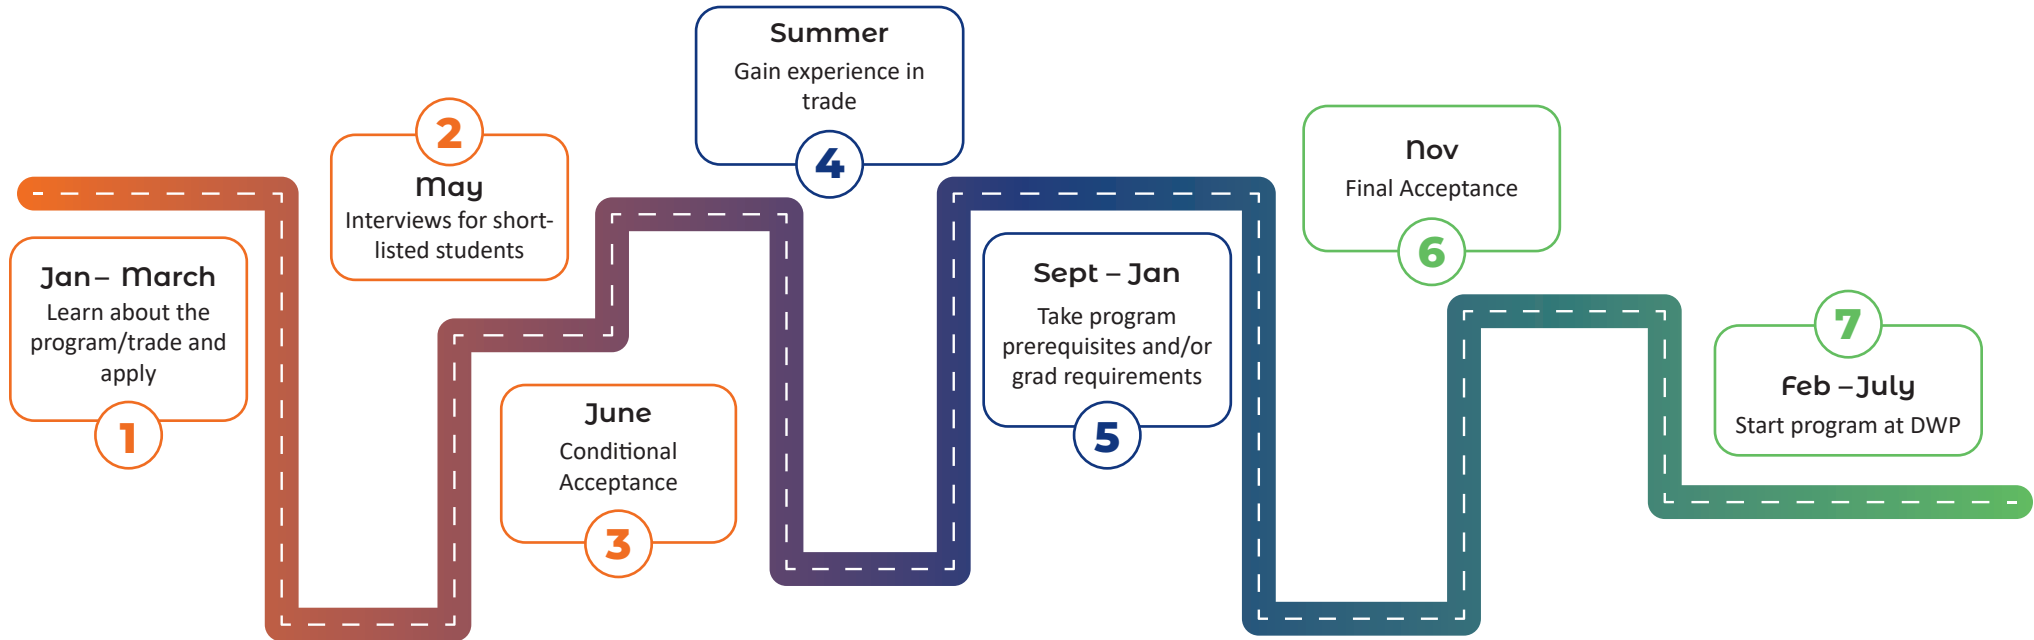 Jan – March
Learn about the
program/trade and
apply
1
2
May
Interviews for short-
listed students
June
Conditional
Acceptance
3
Summer
Gain experience in
trade
4
Sept – Jan
Take program
prerequisites and/or
grad requirements
5
Nov
Final Acceptance
6
7
Feb – July
Start program at DWP